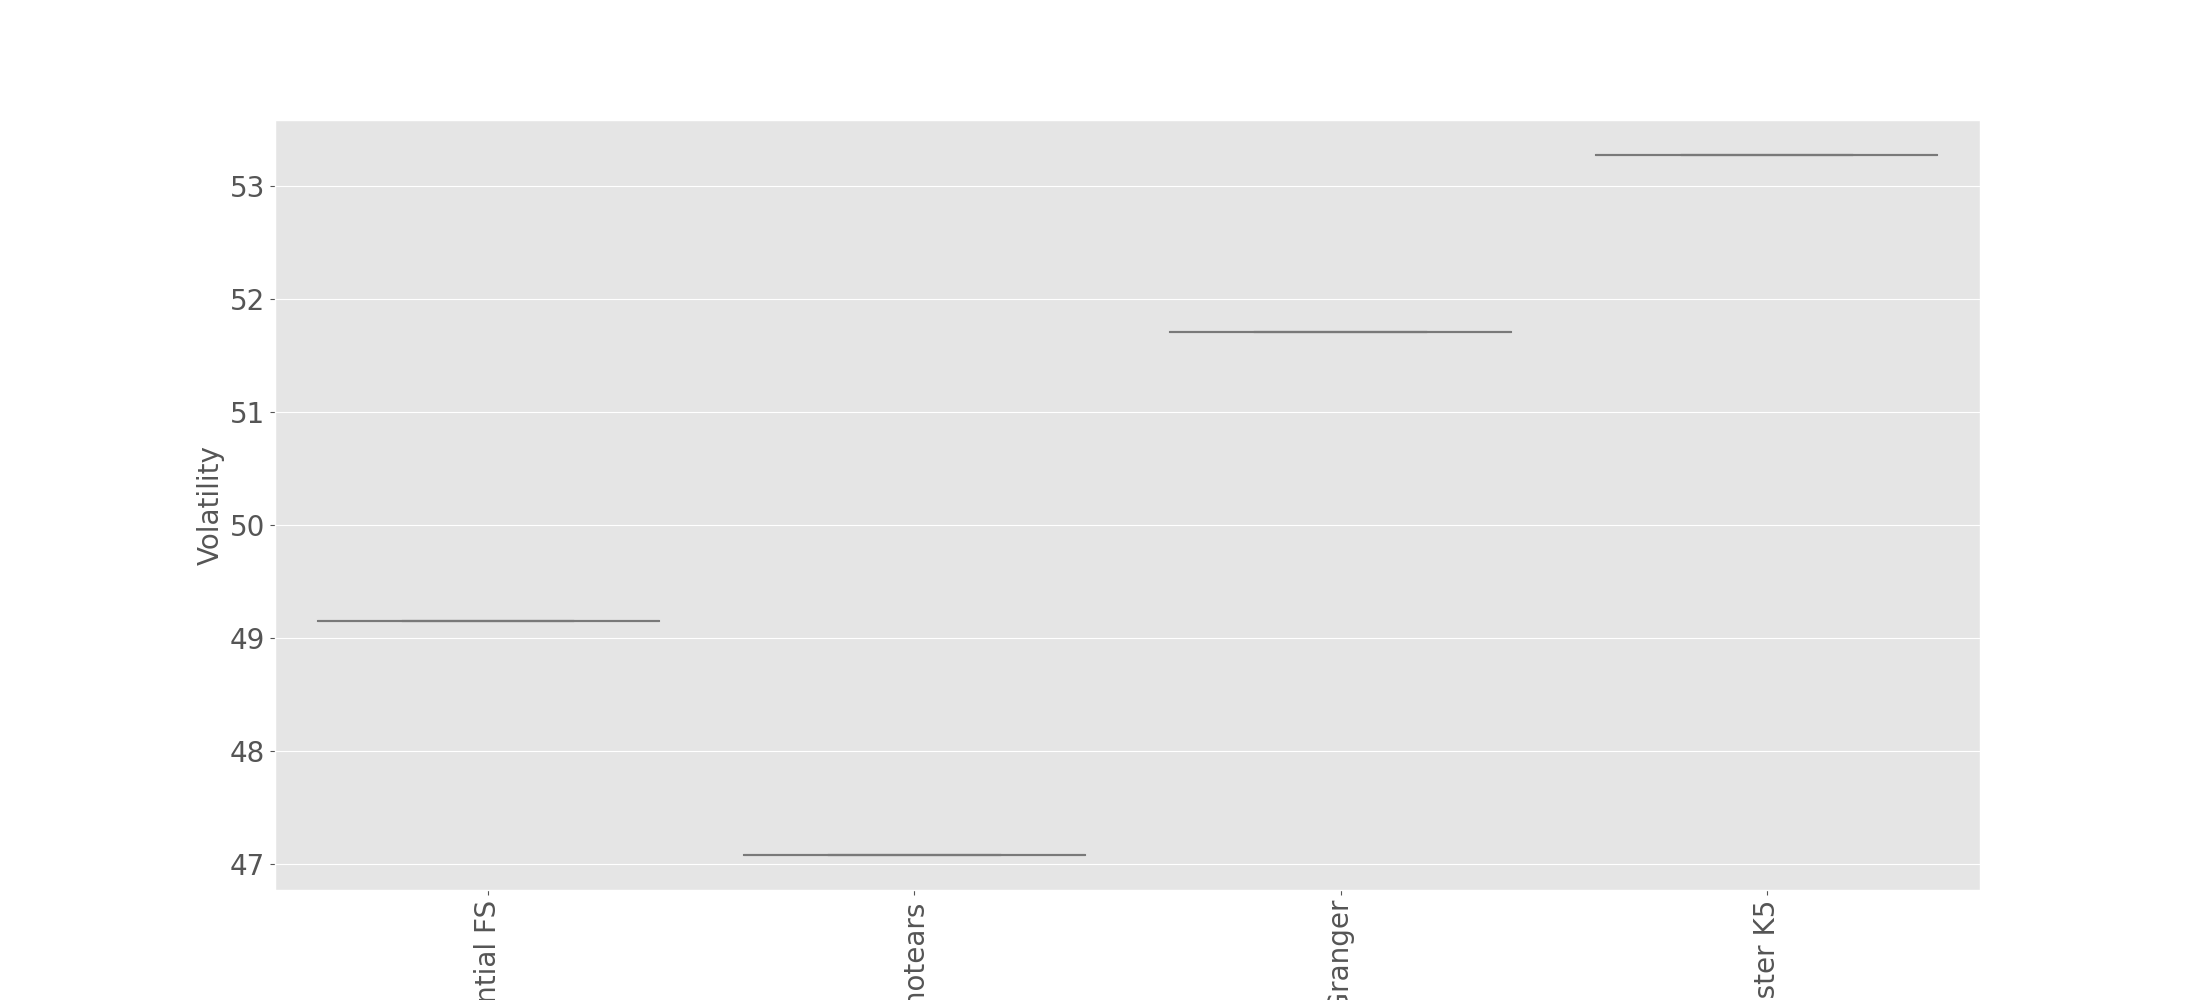 53
52
51
50
49
48
47
Volatility
ntial FS
notears
Granger
ster K5